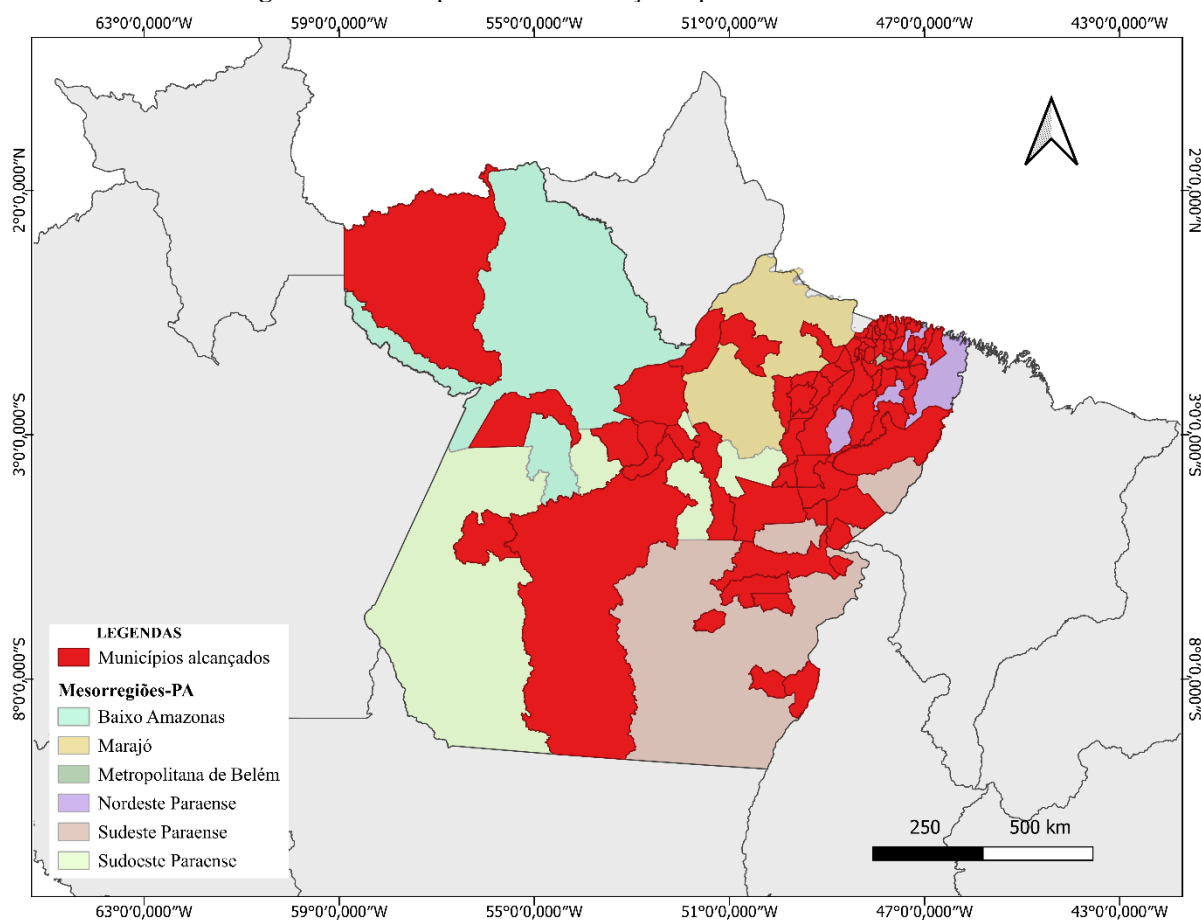 63°0′0,000″W 59°0′0,000″W 55°0′0,000″W 51°0′0,000″W 47°0′0,000″W 43°0′0,000″W
2°0′0,000″N 2°0′0,000″N
3°0′0,000″S 3°0′0,000″S
8°0′0,000″S 8°0′0,000″S
LEGENDAS
Municípios alcançados
Mesorregiões-PA
Baixo Amazonas
Marajó
Metropolitana de Belém
Nordeste Paraense
Sudeste Paraense
Sudoeste Paraense
250 500 km
63°0′0,000″W 59°0′0,000″W 55°0′0,000″W 51°0′0,000″W 47°0′0,000″W 43°0′0,000″W